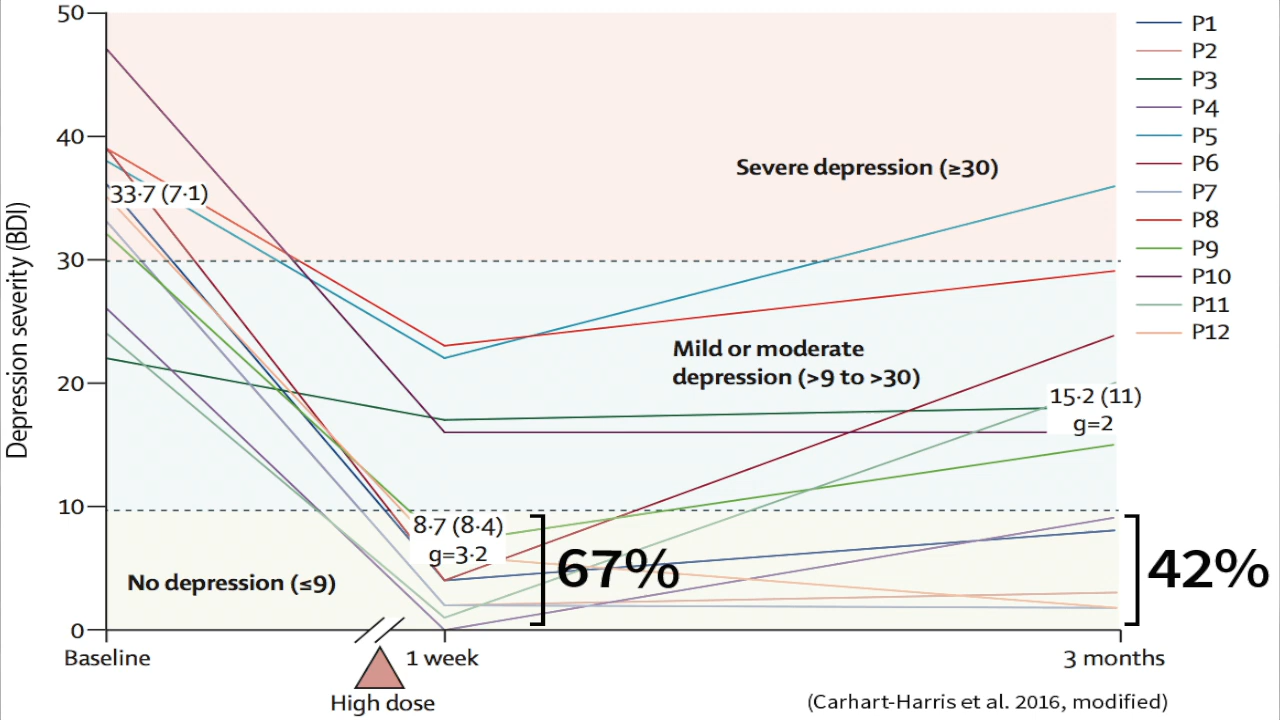 50
40
30
20
10
0
Depression severity (BDI)
33·7 (7·1)
Severe depression (≥30)
Mild or moderate
depression (>9 to >30)
15·2 (11)
g=2
8·7 (8·4)
g=3·2
67%
42%
No depression (≤9)
Baseline
1 week
3 months
High dose
(Carhart-Harris et al. 2016, modified)
P1
P2
P3
P4
P5
P6
P7
P8
P9
P10
P11
P12